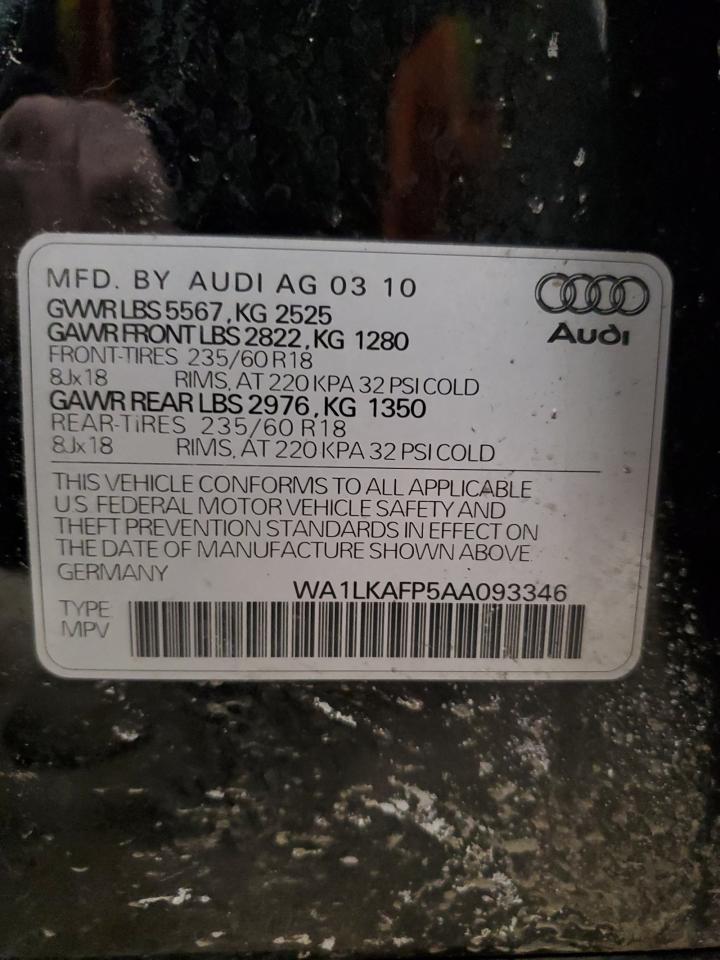 MFD. BY AUDI AG 03 10
GVWR LBS 5567, KG 2525
GAWR FRONT LBS 2822, KG 1280
FRONT-TIRES 235/60 R18
8Jx18 RIMS, AT 220 KPA 32 PSI COLD
GAWR REAR LBS 2976, KG 1350
REAR-TIRES 235/60 R18
8Jx18 RIMS, AT 220 KPA 32 PSI COLD
Audi
THIS VEHICLE CONFORMS TO ALL APPLICABLE
U.S. FEDERAL MOTOR VEHICLE SAFETY AND
THEFT PREVENTION STANDARDS IN EFFECT ON
THE DATE OF MANUFACTURE SHOWN ABOVE
GERMANY
WA1LKAFP5AA093346
TYPE
MPV